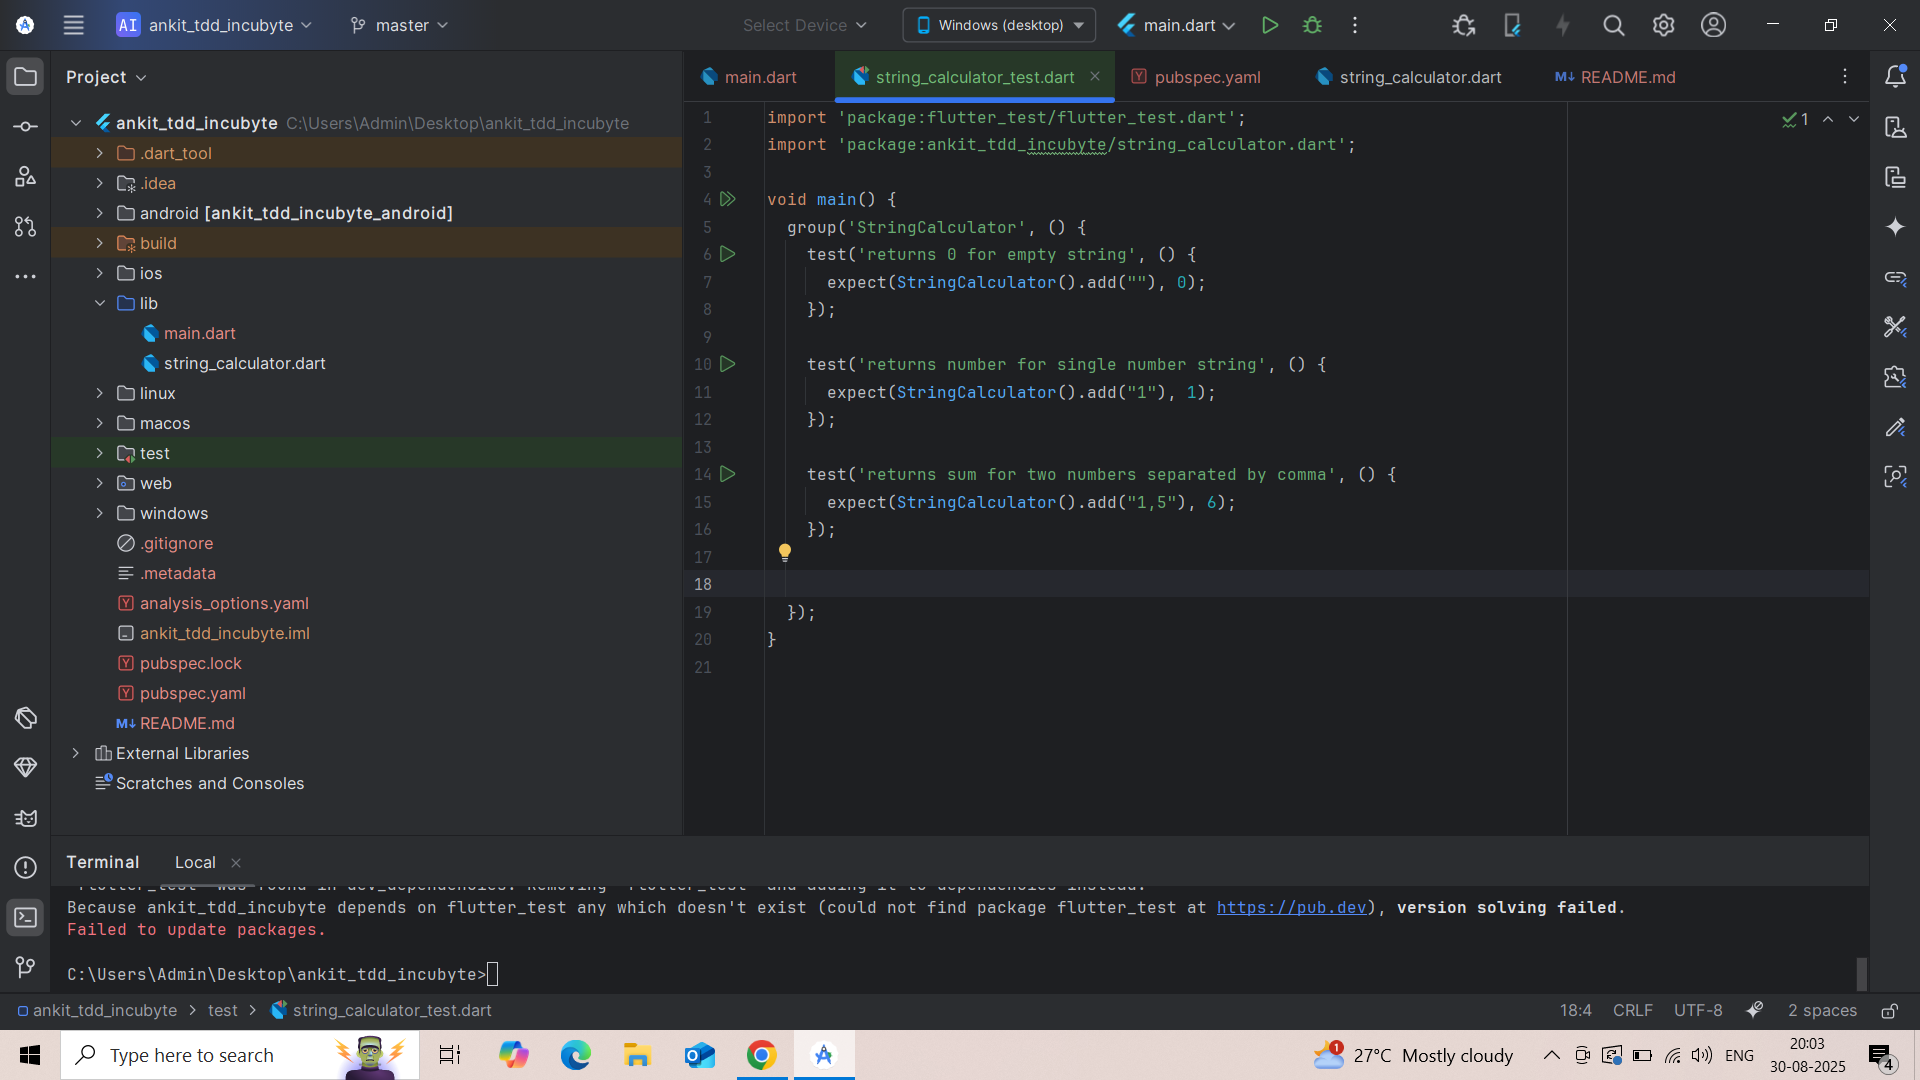 AI ankit_tdd_incubyte master Select Device Windows (desktop) main.dart
Project
ankit_tdd_incubyte C:\Users\Admin\Desktop\ankit_tdd_incubyte
.dart_tool
.idea
android [ankit_tdd_incubyte_android]
build
ios
lib
main.dart
string_calculator.dart
linux
macos
test
web
windows
.gitignore
.metadata
analysis_options.yaml
ankit_tdd_incubyte.iml
pubspec.lock
pubspec.yaml
M↓ README.md
External Libraries
Scratches and Consoles
main.dart string_calculator_test.dart pubspec.yaml string_calculator.dart M↓ README.md
1
1 import 'package:flutter_test/flutter_test.dart';
2 import 'package:ankit_tdd_incubyte/string_calculator.dart';
3
4 void main() {
5 group('StringCalculator', () {
6 test('returns 0 for empty string', () {
7 expect(StringCalculator().add(""), 0);
8 });
9
10 test('returns number for single number string', () {
11 expect(StringCalculator().add("1"), 1);
12 });
13
14 test('returns sum for two numbers separated by comma', () {
15 expect(StringCalculator().add("1,5"), 6);
16 });
17
18
19 });
20 }
21
Terminal Local
Because ankit_tdd_incubyte depends on flutter_test any which doesn't exist (could not find package flutter_test at https://pub.dev), version solving failed.
Failed to update packages.
C:\Users\Admin\Desktop\ankit_tdd_incubyte>
ankit_tdd_incubyte > test > string_calculator_test.dart 18:4 CRLF UTF-8 2 spaces
Type here to search 1 27°C Mostly cloudy ENG 20:03
30-08-2025
4